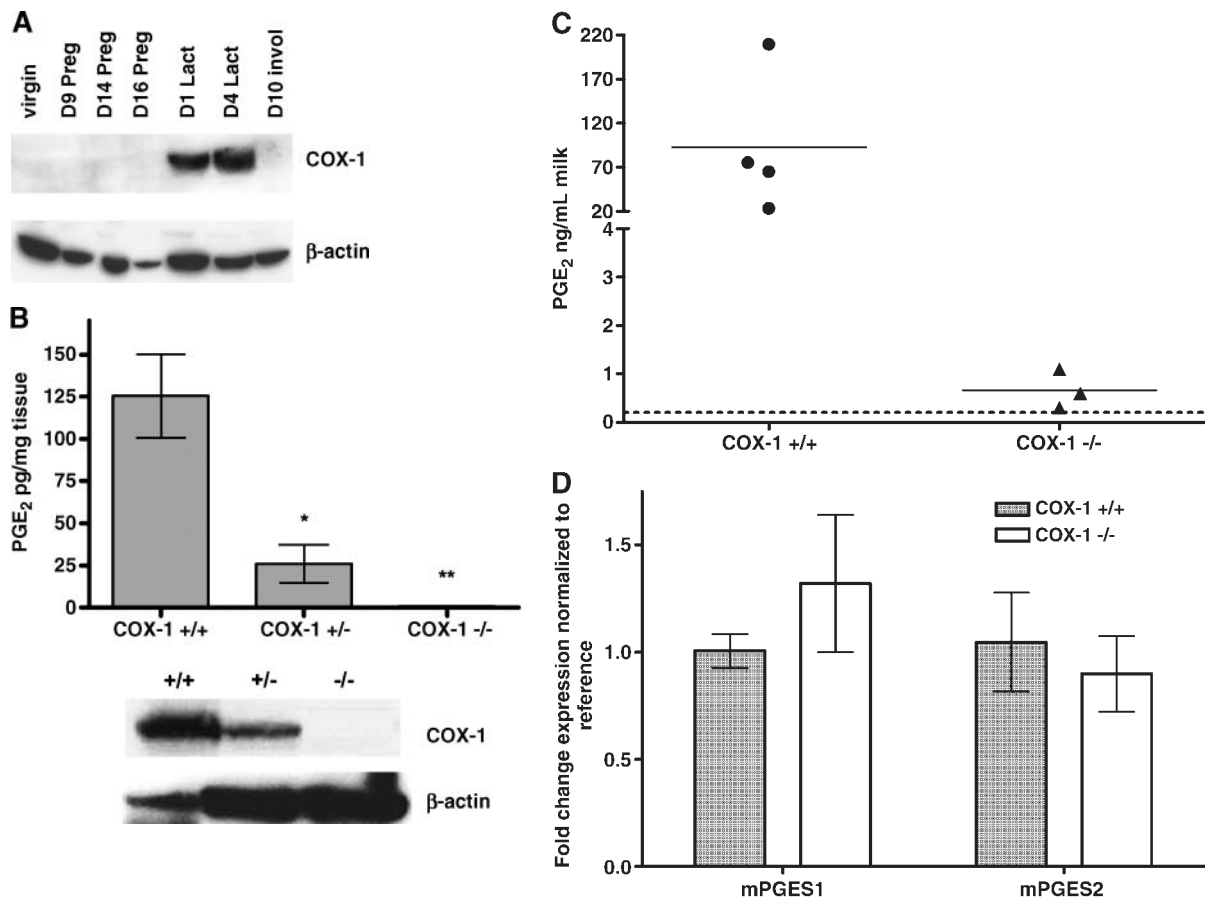 A
virgin
D9 Preg
D14 Preg
D16 Preg
D1 Lact
D4 Lact
D10 invol
COX-1
β-actin
B
PGE2 pg/mg tissue
150
125
100
75
50
25
0
*
**
COX-1 +/+
COX-1 +/-
COX-1 -/-
+/+
+/-
-/-
COX-1
β-actin
C
PGE2 ng/mL milk
220
170
120
70
20
4
3
2
1
0
COX-1 +/+
COX-1 -/-
D
Fold change expression normalized to
reference
1.5
1.0
0.5
0.0
COX-1 +/+
COX-1 -/-
mPGES1
mPGES2